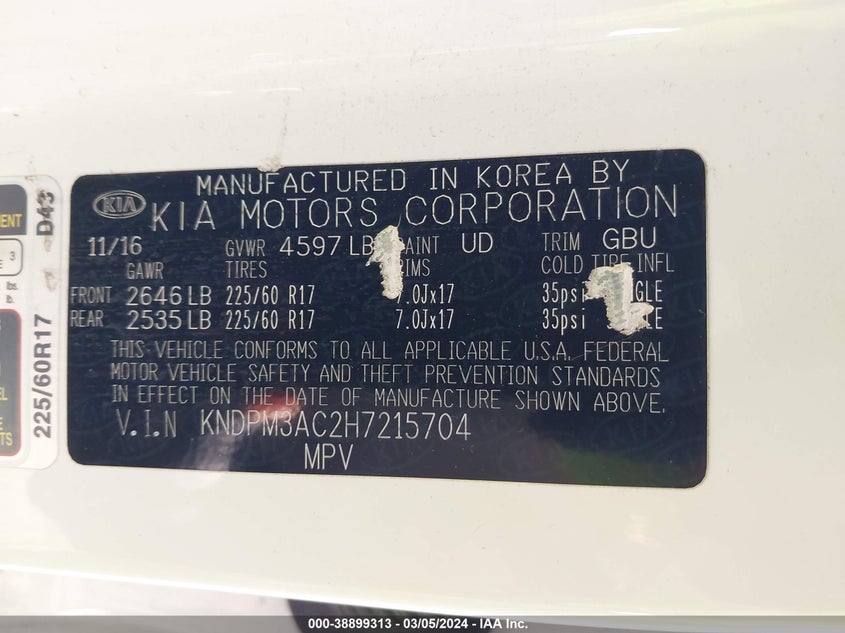 MANUFACTURED IN KOREA BY
KIA KIA MOTORS CORPORATION
11/16 GVWR 4597 LB UD TRIM GBU
GAWR TIRES COLD TIRE INFL
FRONT 2646 LB 225/60 R17 7.0Jx17 35psi
REAR 2535 LB 225/60 R17 7.0Jx17 35psi
THIS VEHICLE CONFORMS TO ALL APPLICABLE U.S.A. FEDERAL
MOTOR VEHICLE SAFETY AND THEFT PREVENTION STANDARDS
IN EFFECT ON THE DATE OF MANUFACTURE SHOWN ABOVE.
V.I.N KNDPM3AC2H7215704
MPV
225/60R17 D43
3
lbs.
lb.
000-38899313 - 03/05/2024 - IAA Inc.